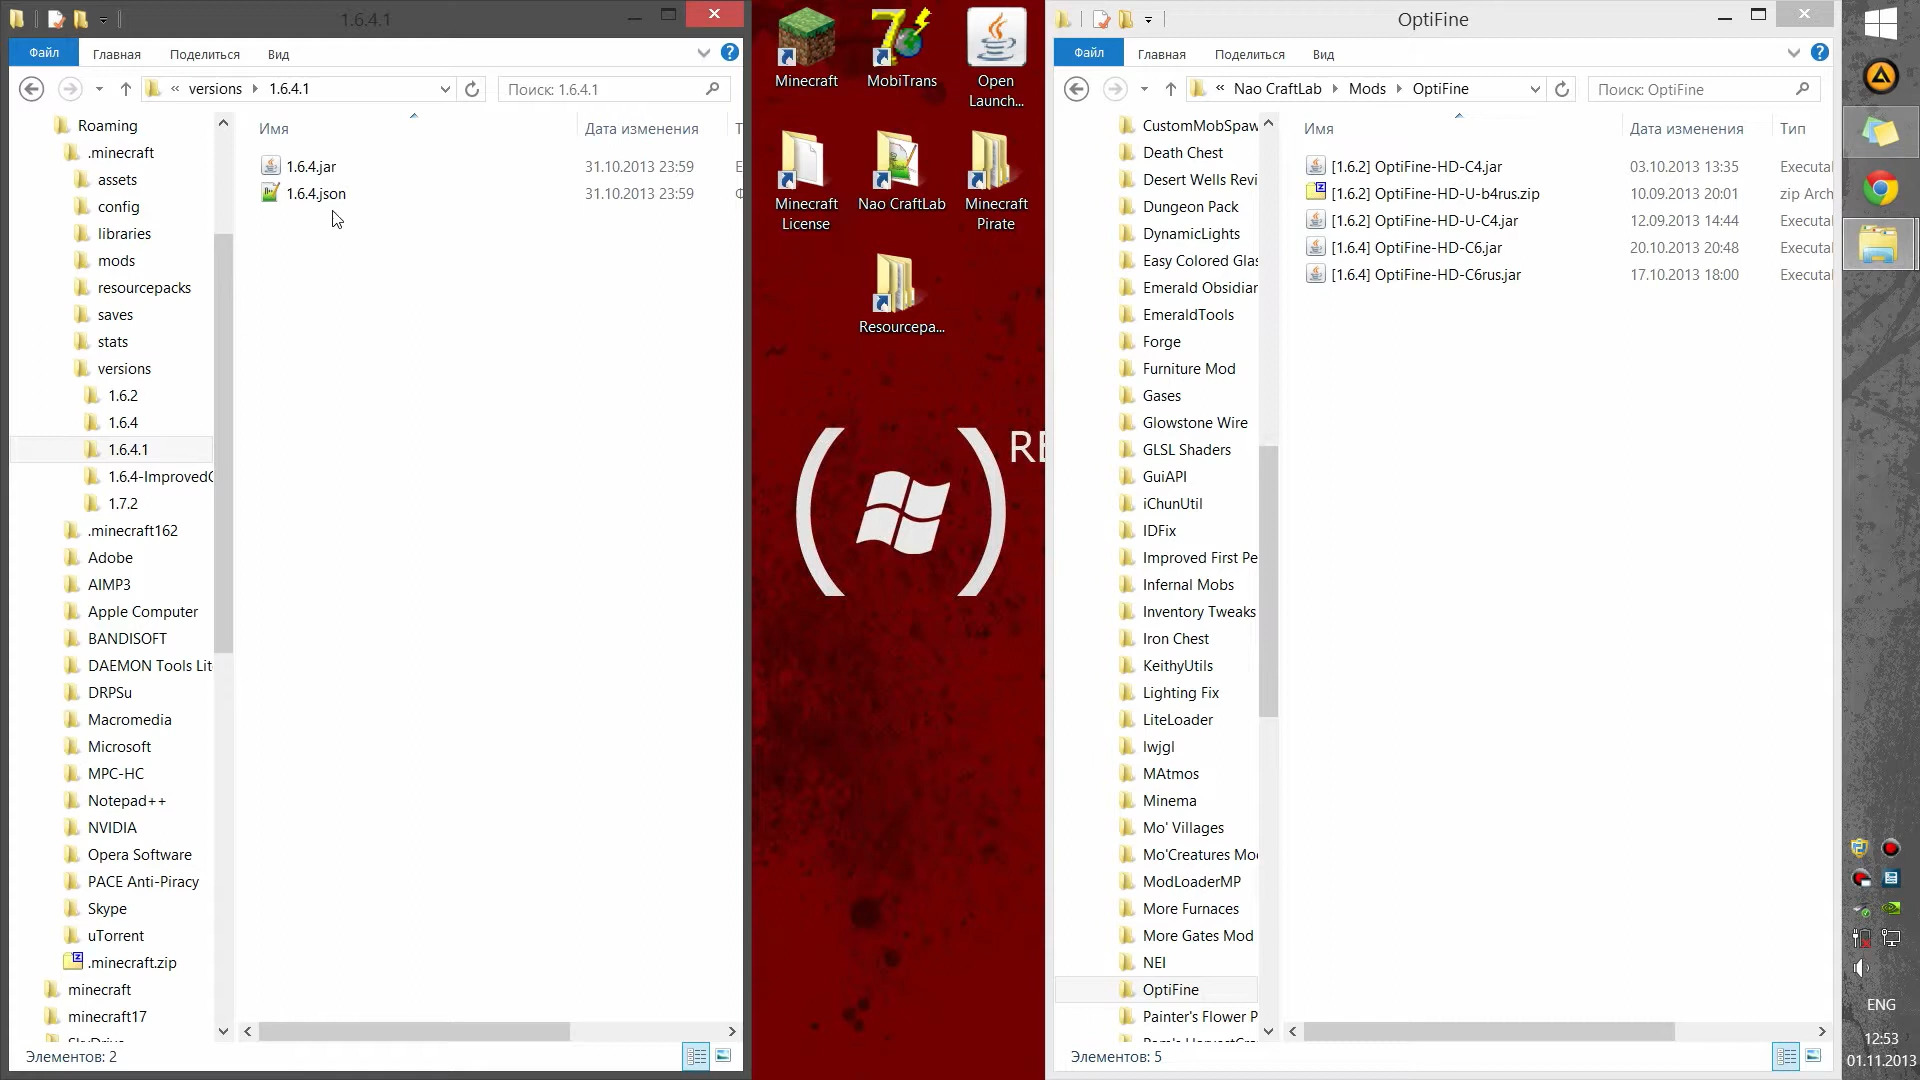 1.6.4.1
Файл
Главная
Поделиться
Вид
« versions 1.6.4.1
Поиск: 1.6.4.1
Roaming
.minecraft
assets
config
libraries
mods
resourcepacks
saves
stats
versions
1.6.2
1.6.4
1.6.4.1
1.6.4-Improved
1.7.2
.minecraft162
Adobe
AIMP3
Apple Computer
BANDISOFT
DAEMON Tools Lit
DRPSu
Macromedia
Microsoft
MPC-HC
Notepad++
NVIDIA
Opera Software
PACE Anti-Piracy
Skype
uTorrent
.minecraft.zip
minecraft
minecraft17
Имя Дата изменения Т
1.6.4.jar 31.10.2013 23:59 E
1.6.4.json 31.10.2013 23:59 Ф
Элементов: 2
Minecraft
MobiTrans
Open
Launch...
Minecraft
License
Nao CraftLab
Minecraft
Pirate
Resourcepa...
RE
OptiFine
Файл
Главная
Поделиться
Вид
« Nao CraftLab Mods OptiFine
Поиск: OptiFine
CustomMobSpaw
Death Chest
Desert Wells Revi
Dungeon Pack
DynamicLights
Easy Colored Glas
Emerald Obsidian
EmeraldTools
Forge
Furniture Mod
Gases
Glowstone Wire
GLSL Shaders
GuiAPI
iChunUtil
IDFix
Improved First Pe
Infernal Mobs
Inventory Tweaks
Iron Chest
KeithyUtils
Lighting Fix
LiteLoader
lwjgl
MAtmos
Minema
Mo' Villages
Mo'Creatures Mo
ModLoaderMP
More Furnaces
More Gates Mod
NEI
OptiFine
Painter's Flower P
Имя Дата изменения Тип
[1.6.2] OptiFine-HD-C4.jar 03.10.2013 13:35 Executa
[1.6.2] OptiFine-HD-U-b4rus.zip 10.09.2013 20:01 zip Arch
[1.6.2] OptiFine-HD-U-C4.jar 12.09.2013 14:44 Executa
[1.6.4] OptiFine-HD-C6.jar 20.10.2013 20:48 Executa
[1.6.4] OptiFine-HD-C6rus.jar 17.10.2013 18:00 Executa
Элементов: 5
ENG
12:53
01.11.2013